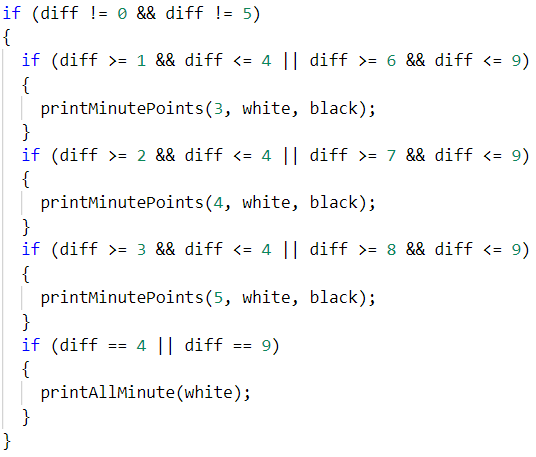 if (diff != 0 && diff != 5)
{
  if (diff >= 1 && diff <= 4 || diff >= 6 && diff <= 9)
  {
    printMinutePoints(3, white, black);
  }
  if (diff >= 2 && diff <= 4 || diff >= 7 && diff <= 9)
  {
    printMinutePoints(4, white, black);
  }
  if (diff >= 3 && diff <= 4 || diff >= 8 && diff <= 9)
  {
    printMinutePoints(5, white, black);
  }
  if (diff == 4 || diff == 9)
  {
    printAllMinute(white);
  }
}